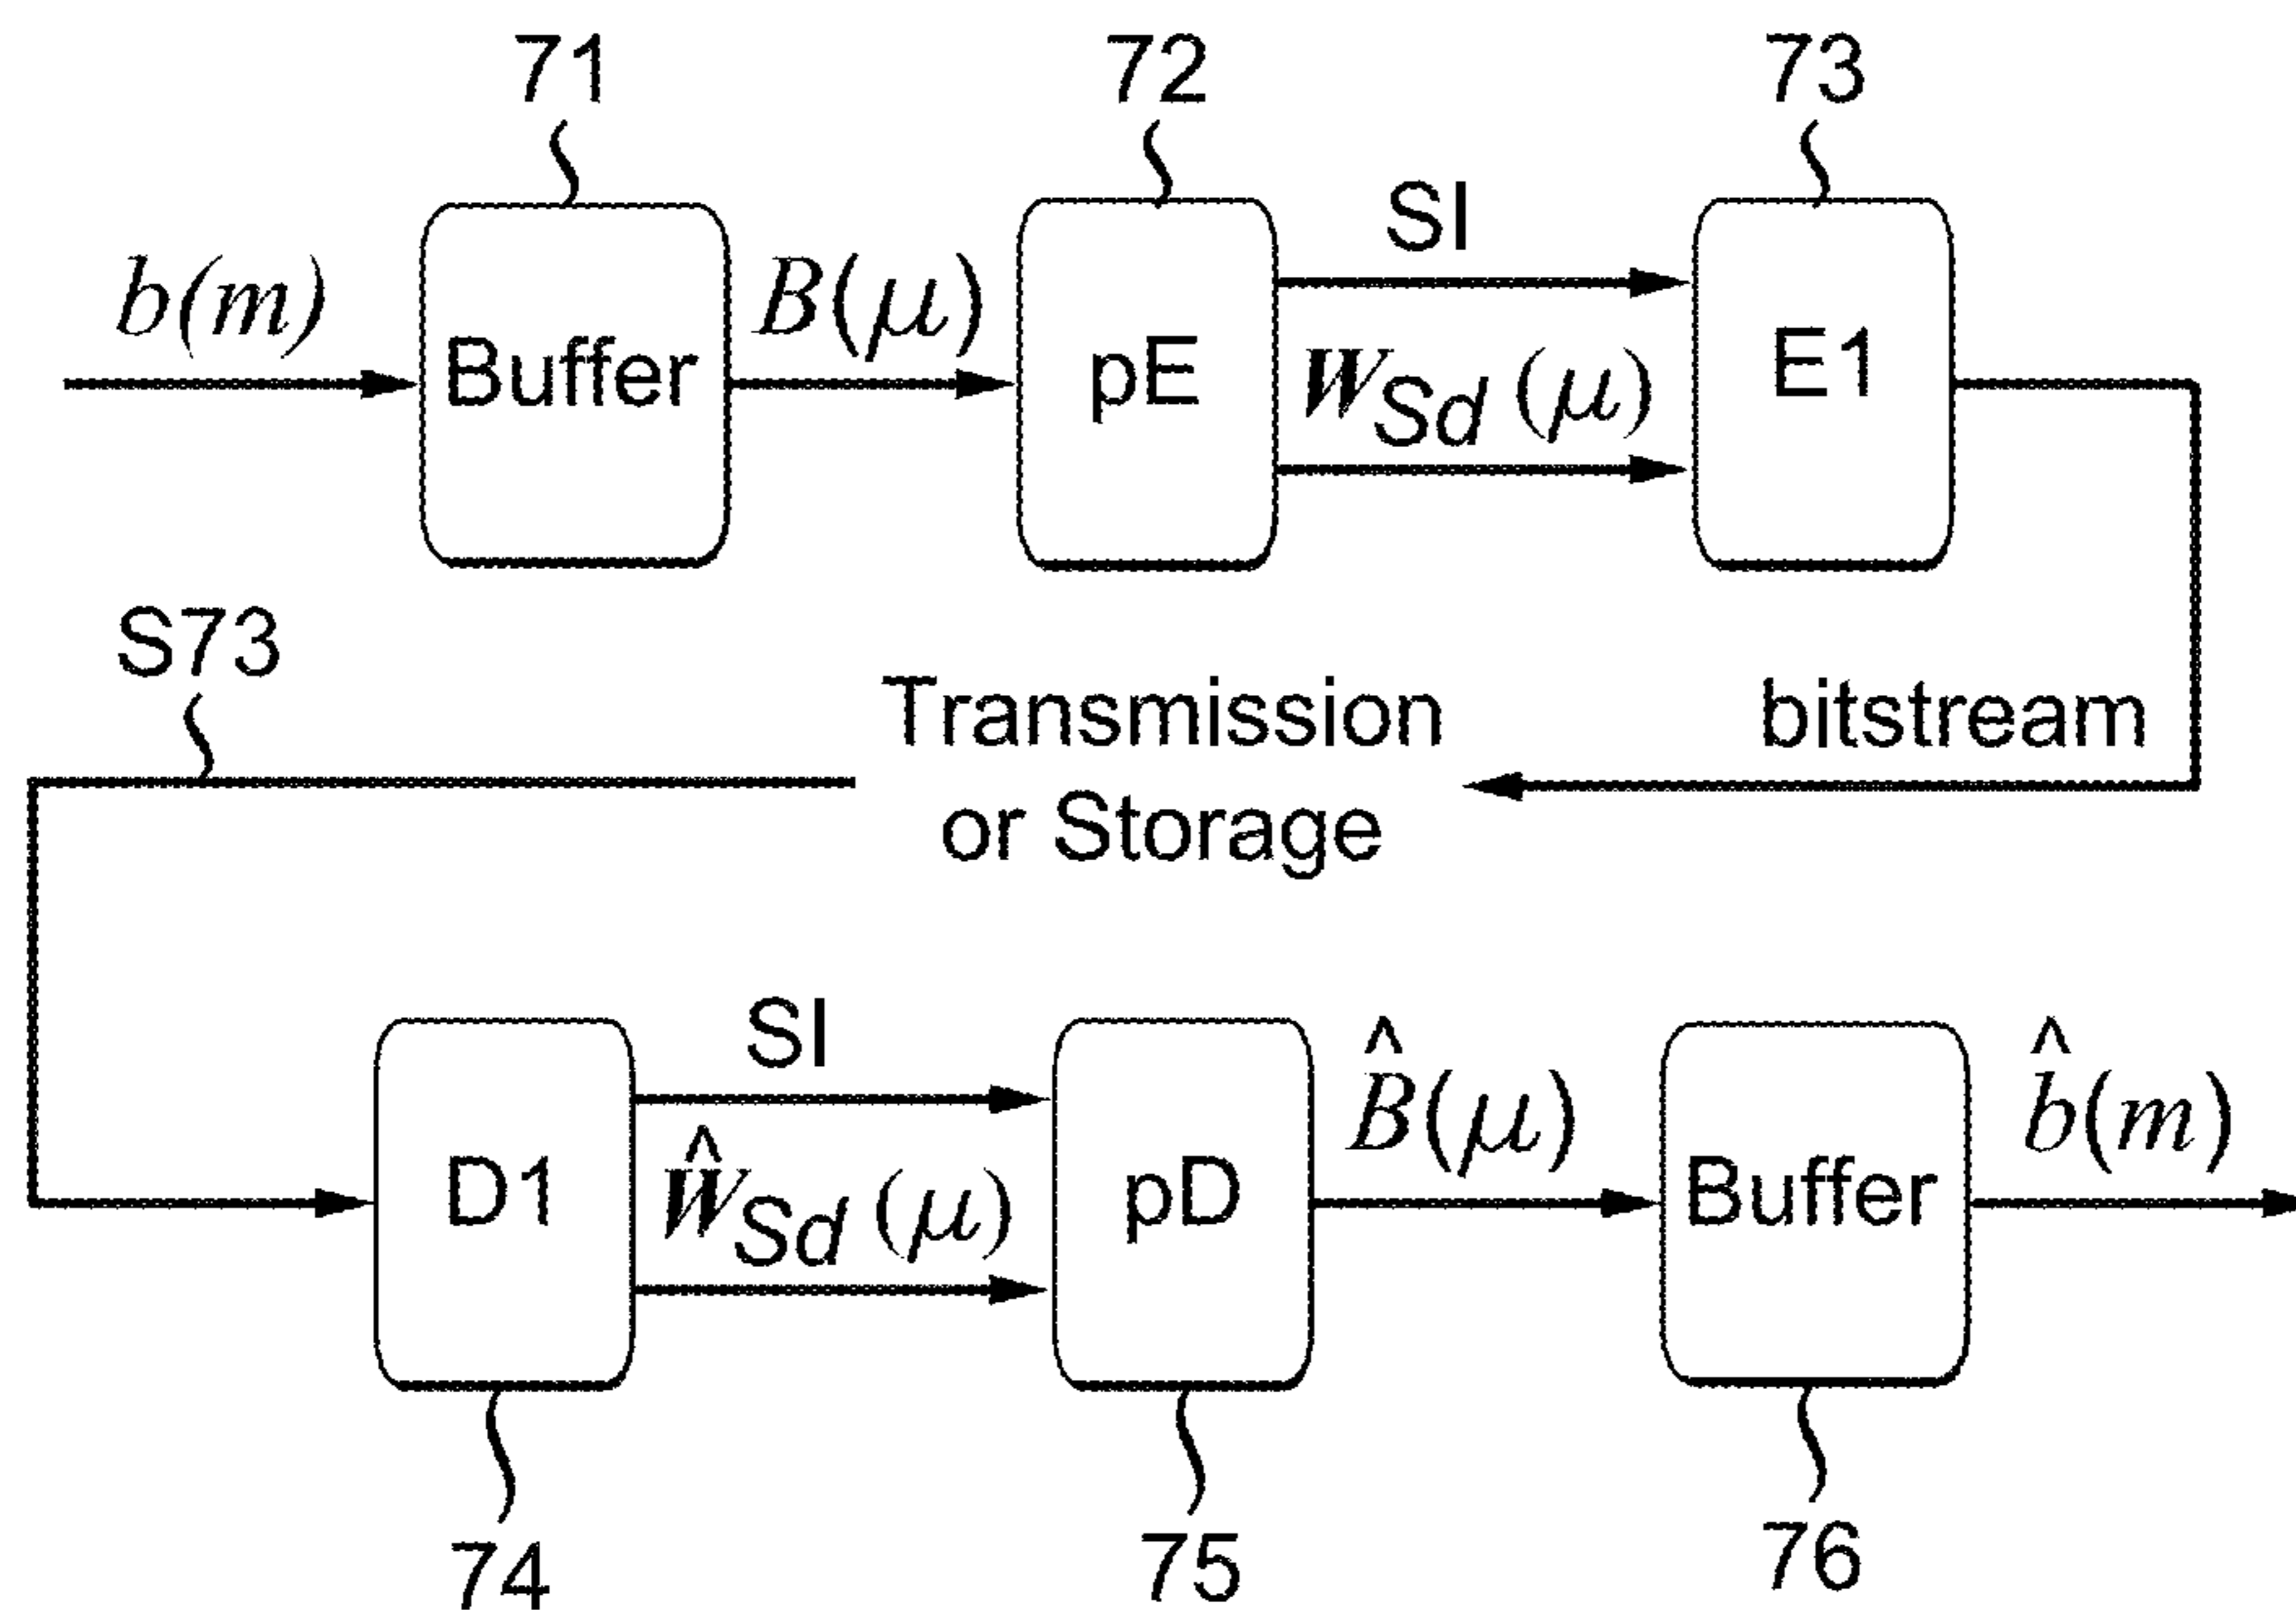 71
72
73
b(m)
Buffer
B(μ)
pE
SI
W_Sd (μ)
E1
S73
Transmission
or Storage
bitstream
D1
SI
Ŵ_Sd (μ)
pD
B̂(μ)
Buffer
b̂(m)
74
75
76